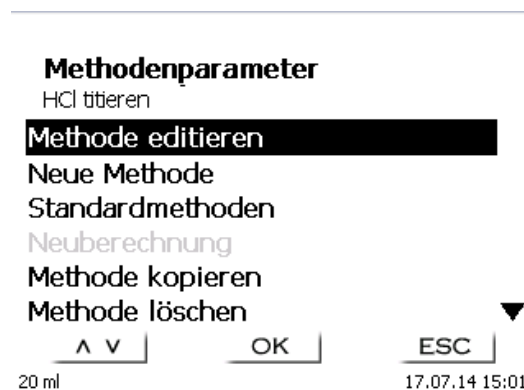 Methodenparameter
HCl titieren
Methode editieren
Neue Methode
Standardmethoden
Neuberechnung
Methode kopieren
Methode löschen
∧ ∨ OK ESC
20 ml 17.07.14 15:01